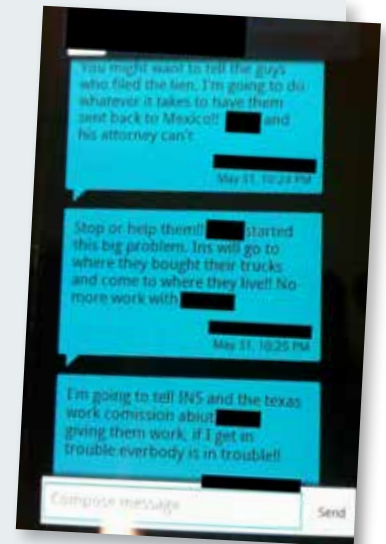 You might want to tell the guys
who filed the lien. I'm going to do
whatever it takes to have them
sent back to Mexico!! and
his attorney can't
May 31, 10:24 PM
Stop or help them!! started
this big problem. Ins will go to
where they bought their trucks
and come to where they live!! No
more work with
May 31, 10:25 PM
I'm going to tell INS and the texas
work comission abiut
giving them work, if I get in
trouble everbody is in trouble!!
Compose message
Send